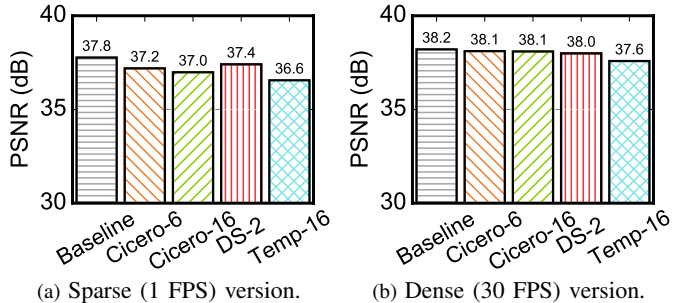 40
35
30
PSNR (dB)
37.8
37.2
37.0
37.4
36.6
Baseline
Cicero-6
Cicero-16
DS-2
Temp-16
(a) Sparse (1 FPS) version.
40
35
30
PSNR (dB)
38.2
38.1
38.1
38.0
37.6
Baseline
Cicero-6
Cicero-16
DS-2
Temp-16
(b) Dense (30 FPS) version.